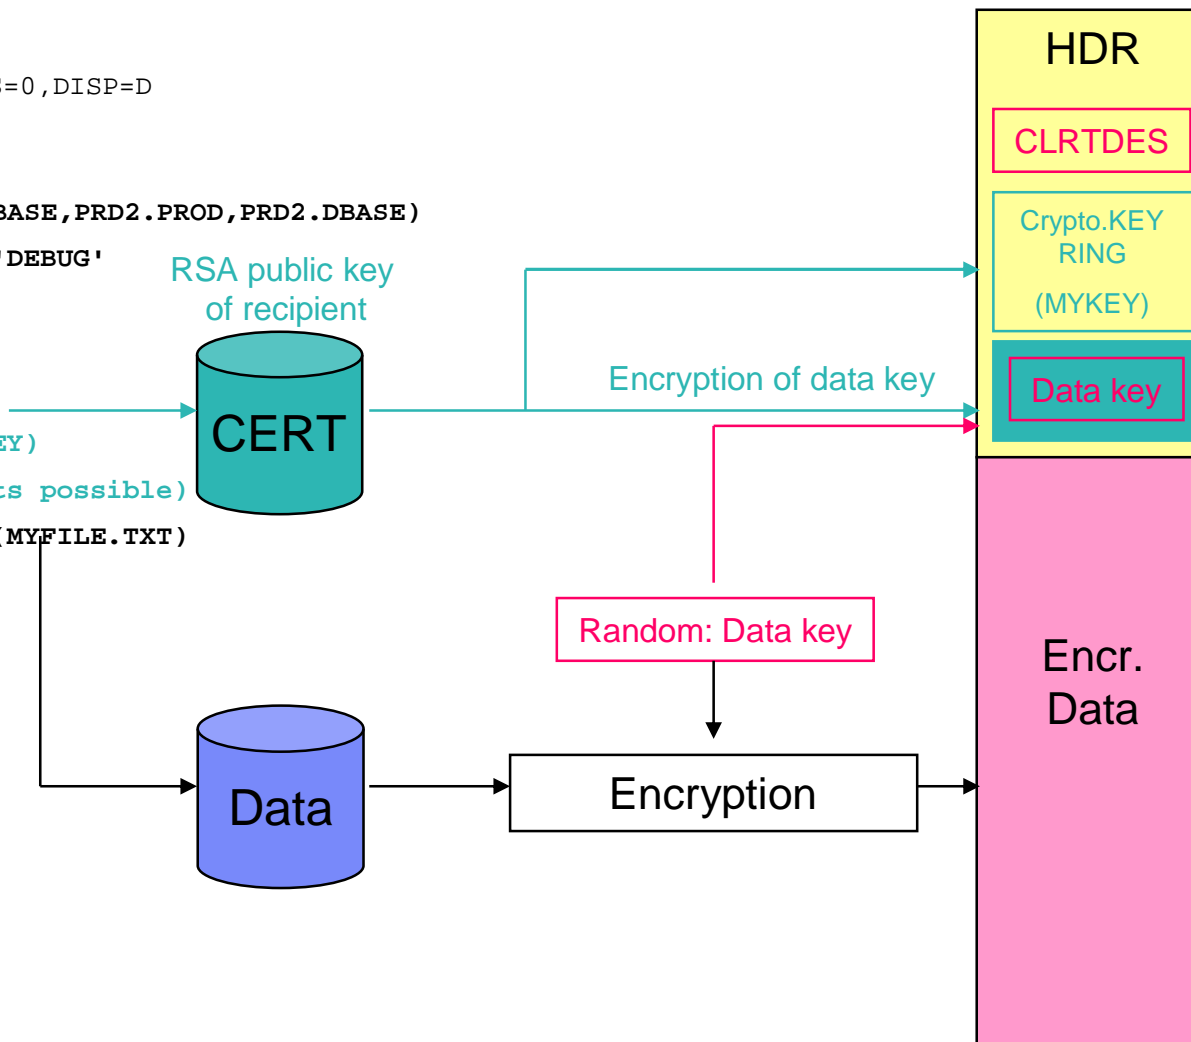 HDR
S=0,DISP=D
CLRTDES
BASE,PRD2.PROD,PRD2.DBASE)
Crypto.KEY
RING
(MYKEY)
'DEBUG'
RSA public key
of recipient
Encryption of data key
Data key
CERT
EY)
ts possible)
(MYFILE.TXT)
Random: Data key
Encr.
Data
Data
Encryption